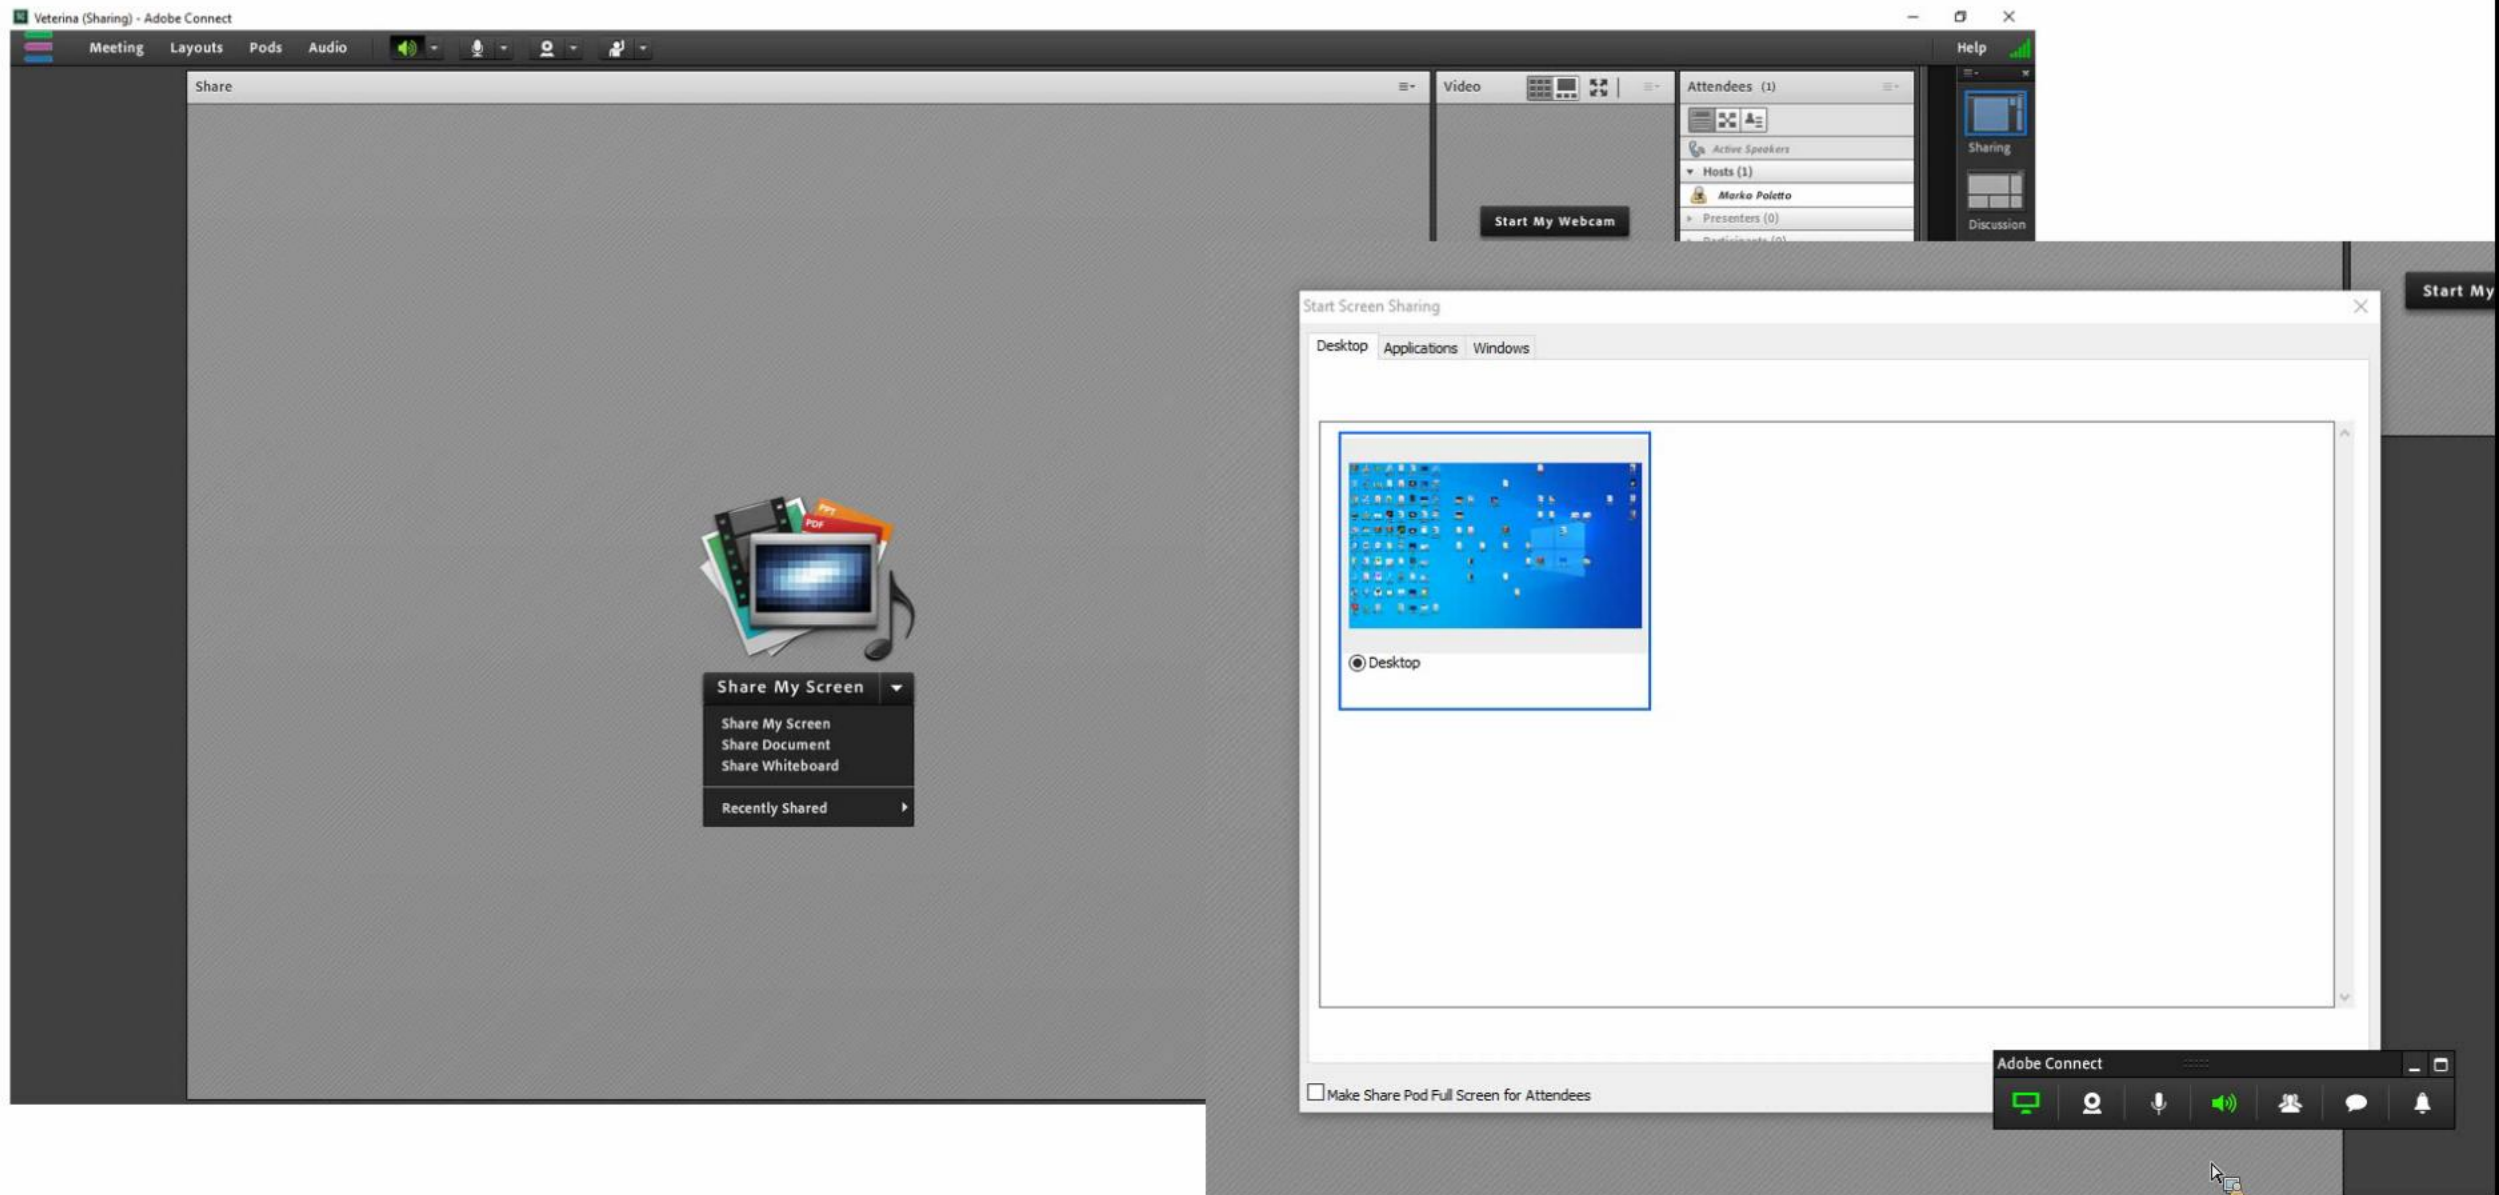 Veterina (Sharing) - Adobe Connect
Meeting Layouts Pods Audio Help
Share
Video
Attendees (1)
Active Speakers
Hosts (1)
Marko Poletto
Presenters (0)
Participants (0)
Start My Webcam
Sharing
Discussion
PPT
PDF
Share My Screen
Share My Screen
Share Document
Share Whiteboard
Recently Shared
Start My
Start Screen Sharing
Desktop Applications Windows
Desktop
Make Share Pod Full Screen for Attendees
Adobe Connect